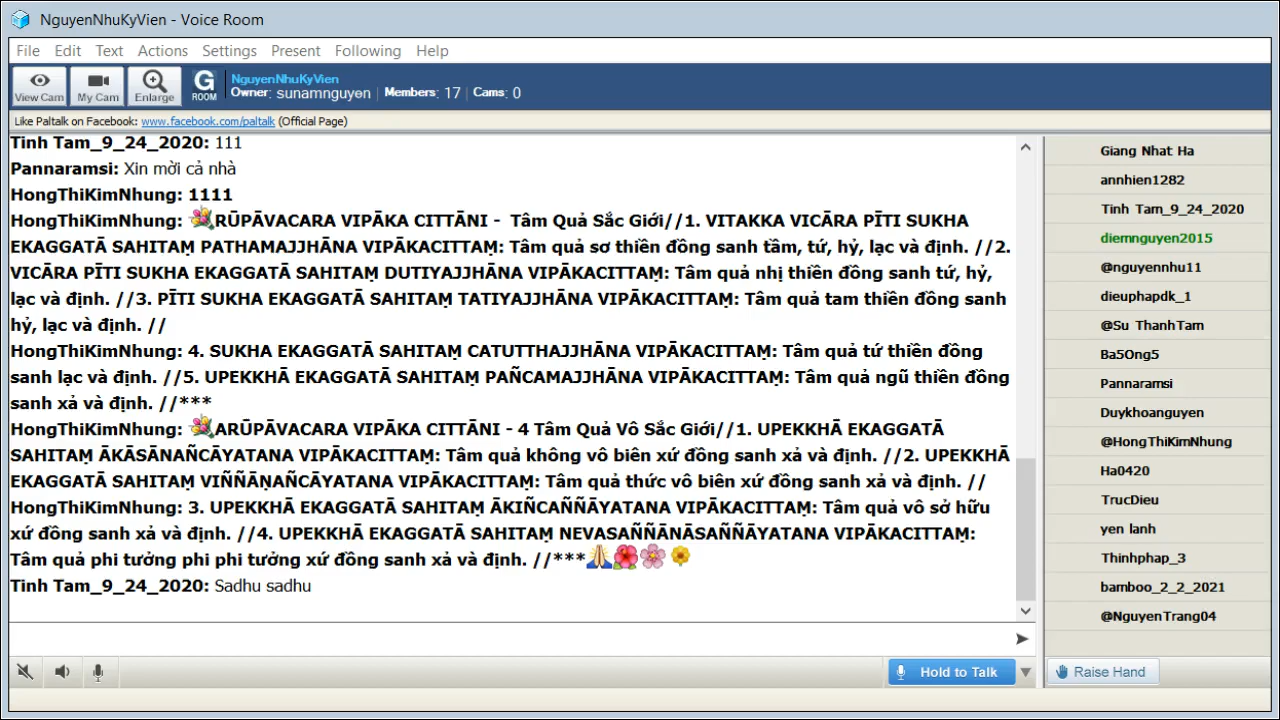 NguyenNhuKyVien - Voice Room
File Edit Text Actions Settings Present Following Help
View Cam My Cam Enlarge G ROOM NguyenNhuKyVien
Owner: sunamnguyen | Members: 17 | Cams: 0
Like Paltalk on Facebook: www.facebook.com/paltalk (Official Page)
Tinh Tam_9_24_2020: 111
Pannaramsi: Xin mời cả nhà
HongThiKimNhung: 1111
HongThiKimNhung: RŪPĀVACARA VIPĀKA CITTĀNI - Tâm Quả Sắc Giới//1. VITAKKA VICĀRA PĪTI SUKHA
EKAGGATĀ SAHITAṂ PATHAMAJJHĀNA VIPĀKACITTAṂ: Tâm quả sơ thiền đồng sanh tầm, tứ, hỷ, lạc và định. //2.
VICĀRA PĪTI SUKHA EKAGGATĀ SAHITAṂ DUTIYAJJHĀNA VIPĀKACITTAṂ: Tâm quả nhị thiền đồng sanh tứ, hỷ,
lạc và định. //3. PĪTI SUKHA EKAGGATĀ SAHITAṂ TATIYAJJHĀNA VIPĀKACITTAṂ: Tâm quả tam thiền đồng sanh
hỷ, lạc và định. //
HongThiKimNhung: 4. SUKHA EKAGGATĀ SAHITAṂ CATUTTHAJJHĀNA VIPĀKACITTAṂ: Tâm quả tứ thiền đồng
sanh lạc và định. //5. UPEKKHĀ EKAGGATĀ SAHITAṂ PAÑCAMAJJHĀNA VIPĀKACITTAṂ: Tâm quả ngũ thiền đồng
sanh xả và định. //***
HongThiKimNhung: ARŪPĀVACARA VIPĀKA CITTĀNI - 4 Tâm Quả Vô Sắc Giới//1. UPEKKHĀ EKAGGATĀ
SAHITAṂ ĀKĀSĀNAÑCĀYATANA VIPĀKACITTAṂ: Tâm quả không vô biên xứ đồng sanh xả và định. //2. UPEKKHĀ
EKAGGATĀ SAHITAṂ VIÑÑĀṆAÑCĀYATANA VIPĀKACITTAṂ: Tâm quả thức vô biên xứ đồng sanh xả và định. //
HongThiKimNhung: 3. UPEKKHĀ EKAGGATĀ SAHITAṂ ĀKIÑCAÑÑĀYATANA VIPĀKACITTAṂ: Tâm quả vô sở hữu
xứ đồng sanh xả và định. //4. UPEKKHĀ EKAGGATĀ SAHITAṂ NEVASAÑÑĀNĀSAÑÑĀYATANA VIPĀKACITTAṂ:
Tâm quả phi tưởng phi phi tưởng xứ đồng sanh xả và định. //***🙏🌺🌸🌼
Tinh Tam_9_24_2020: Sadhu sadhu
Giang Nhat Ha
annhien1282
Tinh Tam_9_24_2020
diemnguyen2015
@nguyennhu11
dieuphapdk_1
@Su ThanhTam
Ba5Ong5
Pannaramsi
Duykhoanguyen
@HongThiKimNhung
Ha0420
TrucDieu
yen lanh
Thinhphap_3
bamboo_2_2_2021
@NguyenTrang04
Hold to Talk
Raise Hand